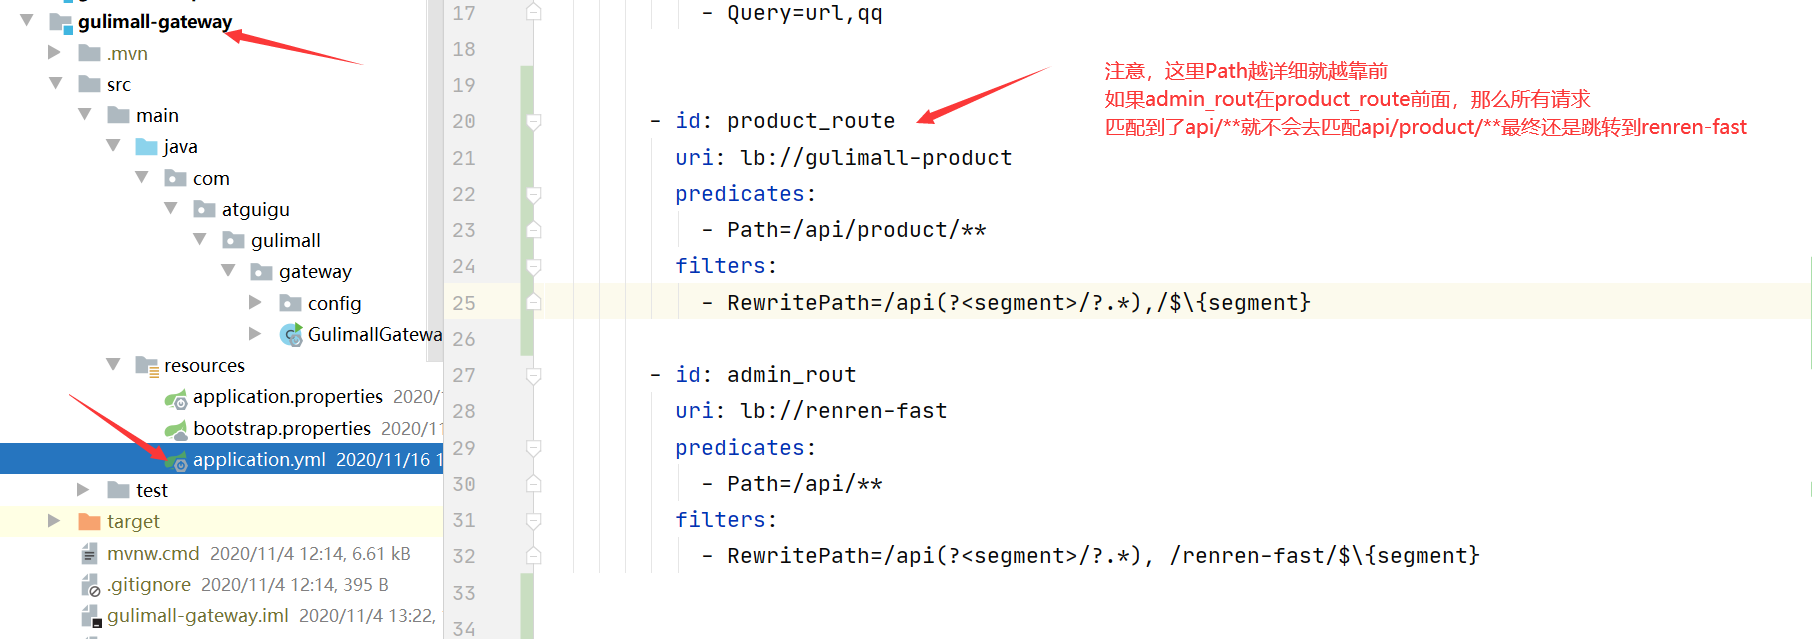 gulimall-gateway
.mvn
src
main
java
com
atguigu
gulimall
gateway
config
GulimallGatewa
resources
application.properties 2020/
bootstrap.properties 2020/11
application.yml 2020/11/16 1
test
target
mvnw.cmd 2020/11/4 12:14, 6.61 kB
.gitignore 2020/11/4 12:14, 395 B
gulimall-gateway.iml 2020/11/4 13:22,
17 - Query=url,qq
18
19
20 - id: product_route
21 uri: lb://gulimall-product
22 predicates:
23 - Path=/api/product/**
24 filters:
25 - RewritePath=/api(?<segment>/?.*),/$\{segment}
26
27 - id: admin_rout
28 uri: lb://renren-fast
29 predicates:
30 - Path=/api/**
31 filters:
32 - RewritePath=/api(?<segment>/?.*), /renren-fast/$\{segment}
33
34
注意，这里Path越详细就越靠前
如果admin_rout在product_route前面，那么所有请求
匹配到了api/**就不会去匹配api/product/**最终还是跳转到renren-fast